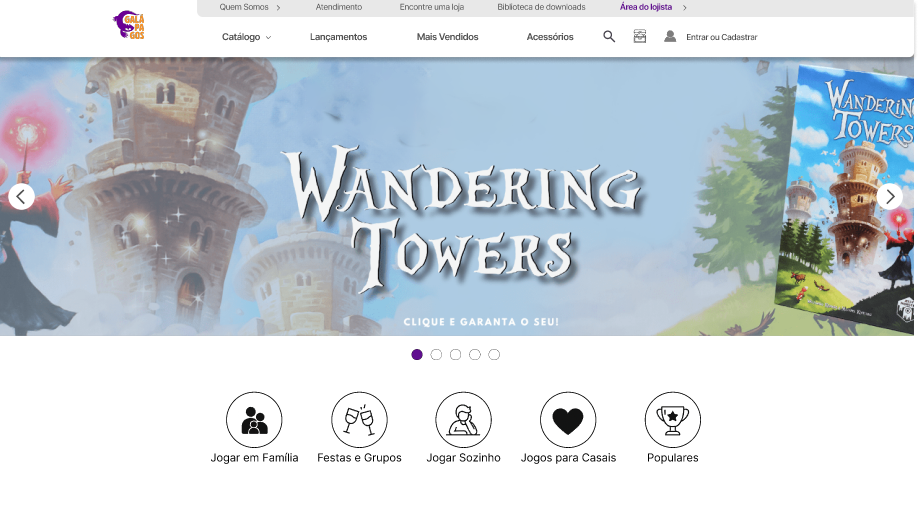 Quem Somos
Atendimento
Encontre uma loja
Biblioteca de downloads
Área do lojista
GALÁ
PA
GOS
Catálogo
Lançamentos
Mais Vendidos
Acessórios
Entrar ou Cadastrar
WANDERING
TOWERS
CLIQUE E GARANTA O SEU!
WANDERING
TOWERS
Jogar em Família
Festas e Grupos
Jogar Sozinho
Jogos para Casais
Populares